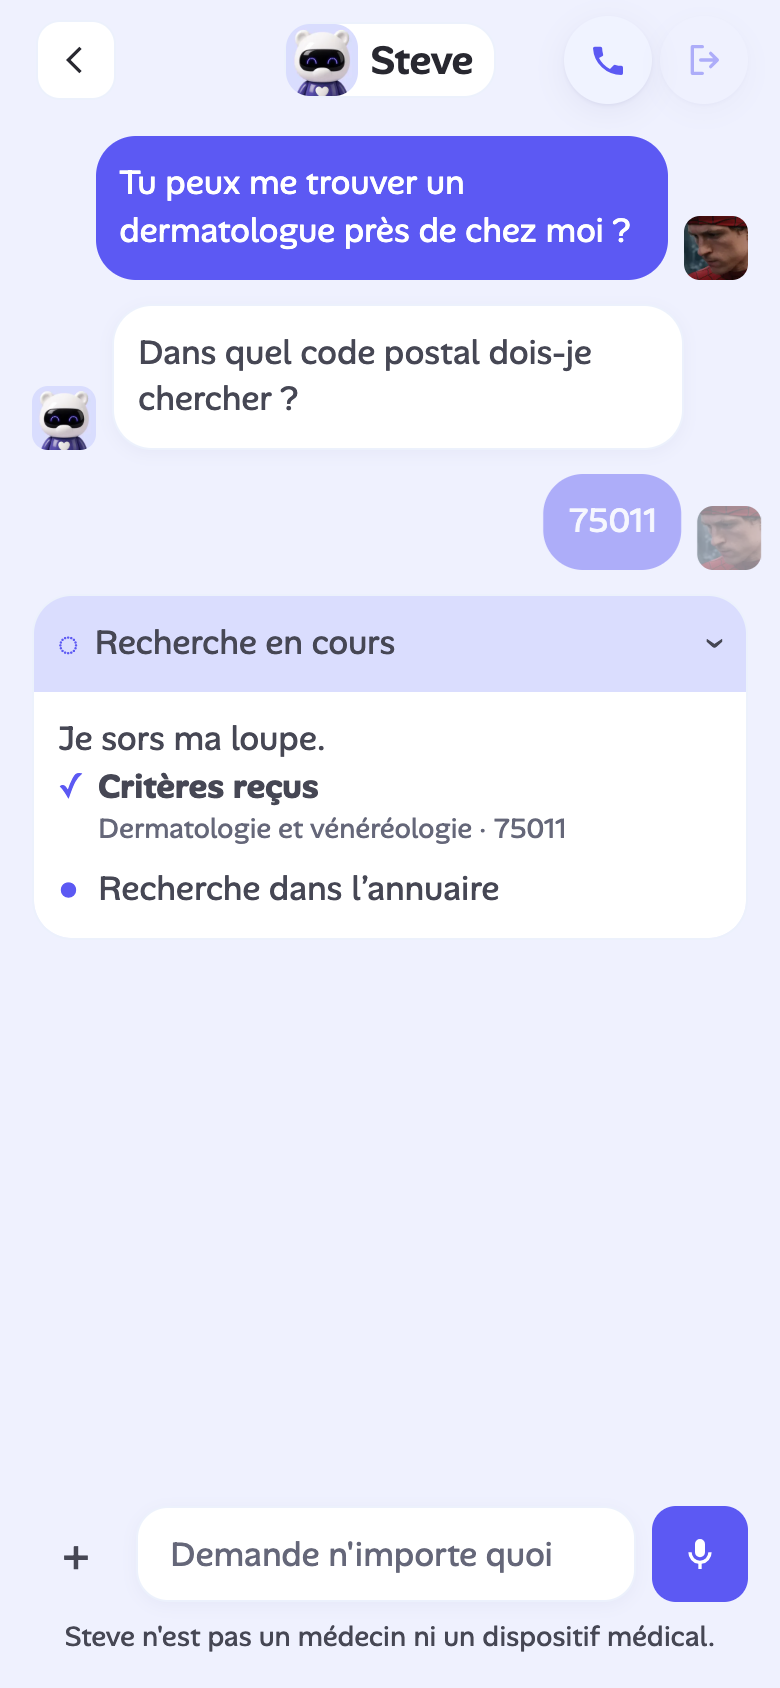 Steve
Tu peux me trouver un
dermatologue près de chez moi ?
Dans quel code postal dois-je
chercher ?
75011
Recherche en cours
Je sors ma loupe.
Critères reçus
Dermatologie et vénéréologie · 75011
Recherche dans l’annuaire
Demande n'importe quoi
Steve n'est pas un médecin ni un dispositif médical.